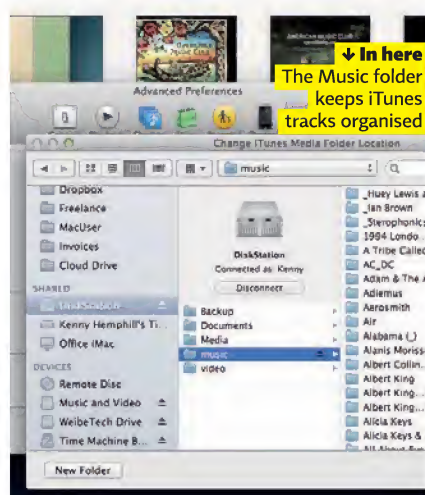 AMERICAN MUSIC CLUB
In here
The Music folder
keeps iTunes
tracks organised
Advanced Preferences
Change iTunes Media Folder Location
music
Dropbox
Freelance
MacUser
Invoices
Cloud Drive
SHARED
DiskStation
Kenny Hemphill's Ti...
Office iMac
DEVICES
Remote Disc
Music and Video
WeibeTech Drive
Time Machine B...
DiskStation
Connected as: Kenny
Disconnect
Backup
Documents
Media
music
video
_Huey Lewis a
_Ian Brown
_Sterophonics
1994 Londo...
A Tribe Called
AC_DC
Adam & The A
Adiemus
Aerosmith
Air
Alabama (_)
Alanis Moriss
Albert Collin...
Albert King
Albert King...
Albert King...
Alicia Keys
Alicia Keys &
New Folder